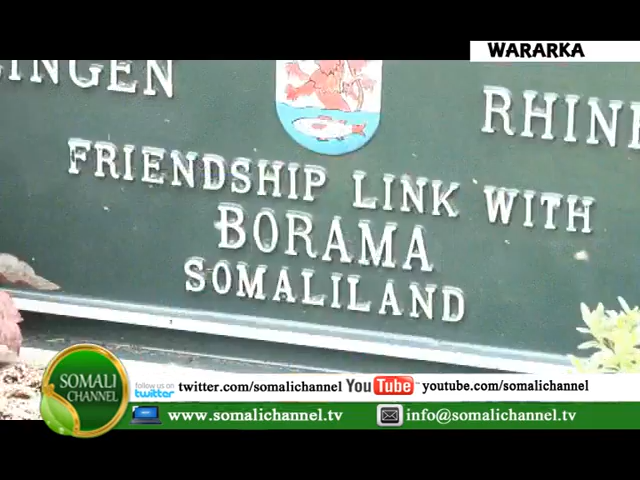 WARARKA
LINGEN
RHINE
FRIENDSHIP LINK WITH
BORAMA
SOMALILAND
SOMALI
CHANNEL
follow us on
twitter
twitter.com/somalichannel
YouTube
youtube.com/somalichannel
www.somalichannel.tv
info@somalichannel.tv